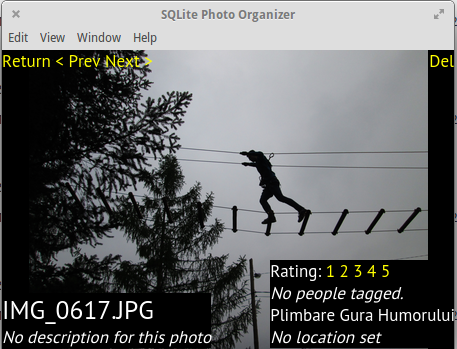 SQLite Photo Organizer
Edit View Window Help
Return < Prev Next > Del
Rating: 1 2 3 4 5
No people tagged.
IMG_0617.JPG
Plimbare Gura Humorului
No description for this photo
No location set